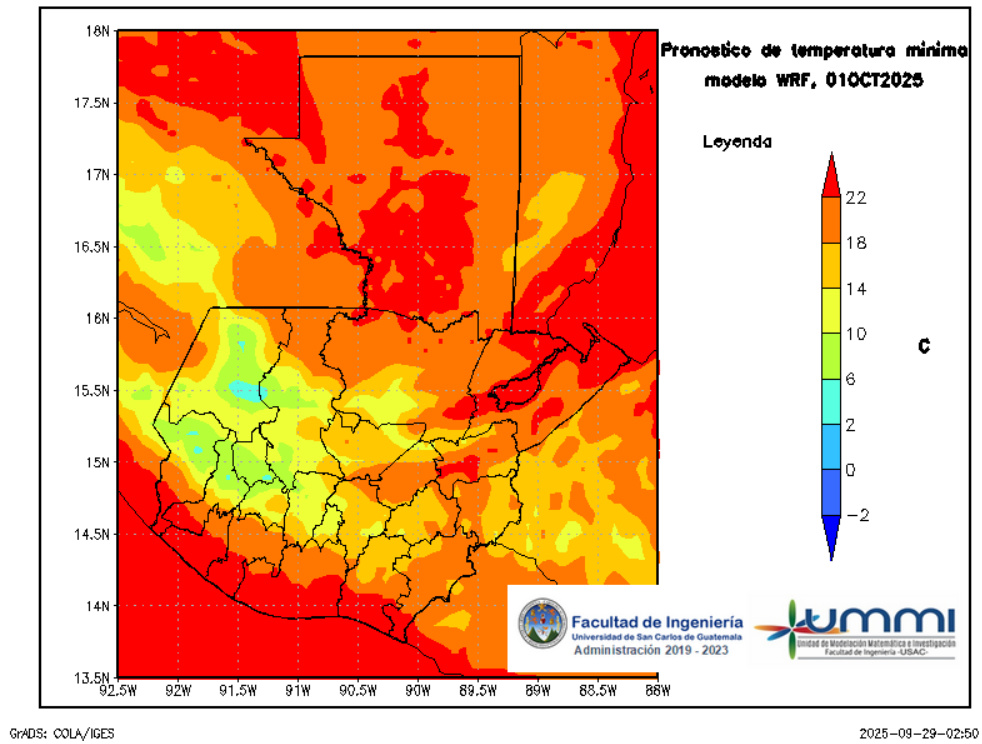 Pronostico de temperatura minima
modelo WRF, 01OCT2025
Leyenda
22
18
14
10
6
2
0
-2
C
18N
17.5N
17N
16.5N
16N
15.5N
15N
14.5N
14N
13.5N
92.5W 92W 91.5W 91W 90.5W 90W 89.5W 89W 88.5W 88W
Facultad de Ingeniería
Universidad de San Carlos de Guatemala
Administración 2019 - 2023
ummi
Unidad de Modelación Matemática e Investigación
Facultad de Ingeniería -USAC-
GrADS: COLA/IGES
2025-09-29-02:50